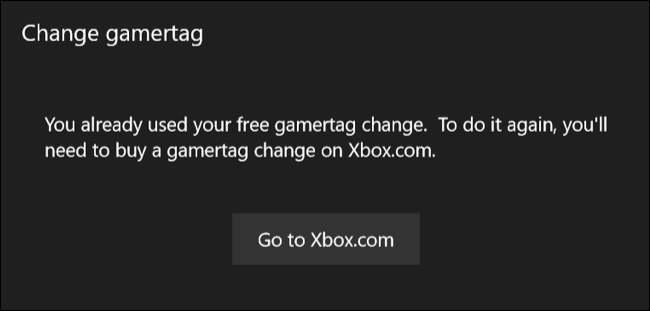 Change gamertag
You already used your free gamertag change.  To do it again, you'll
need to buy a gamertag change on Xbox.com.
Go to Xbox.com